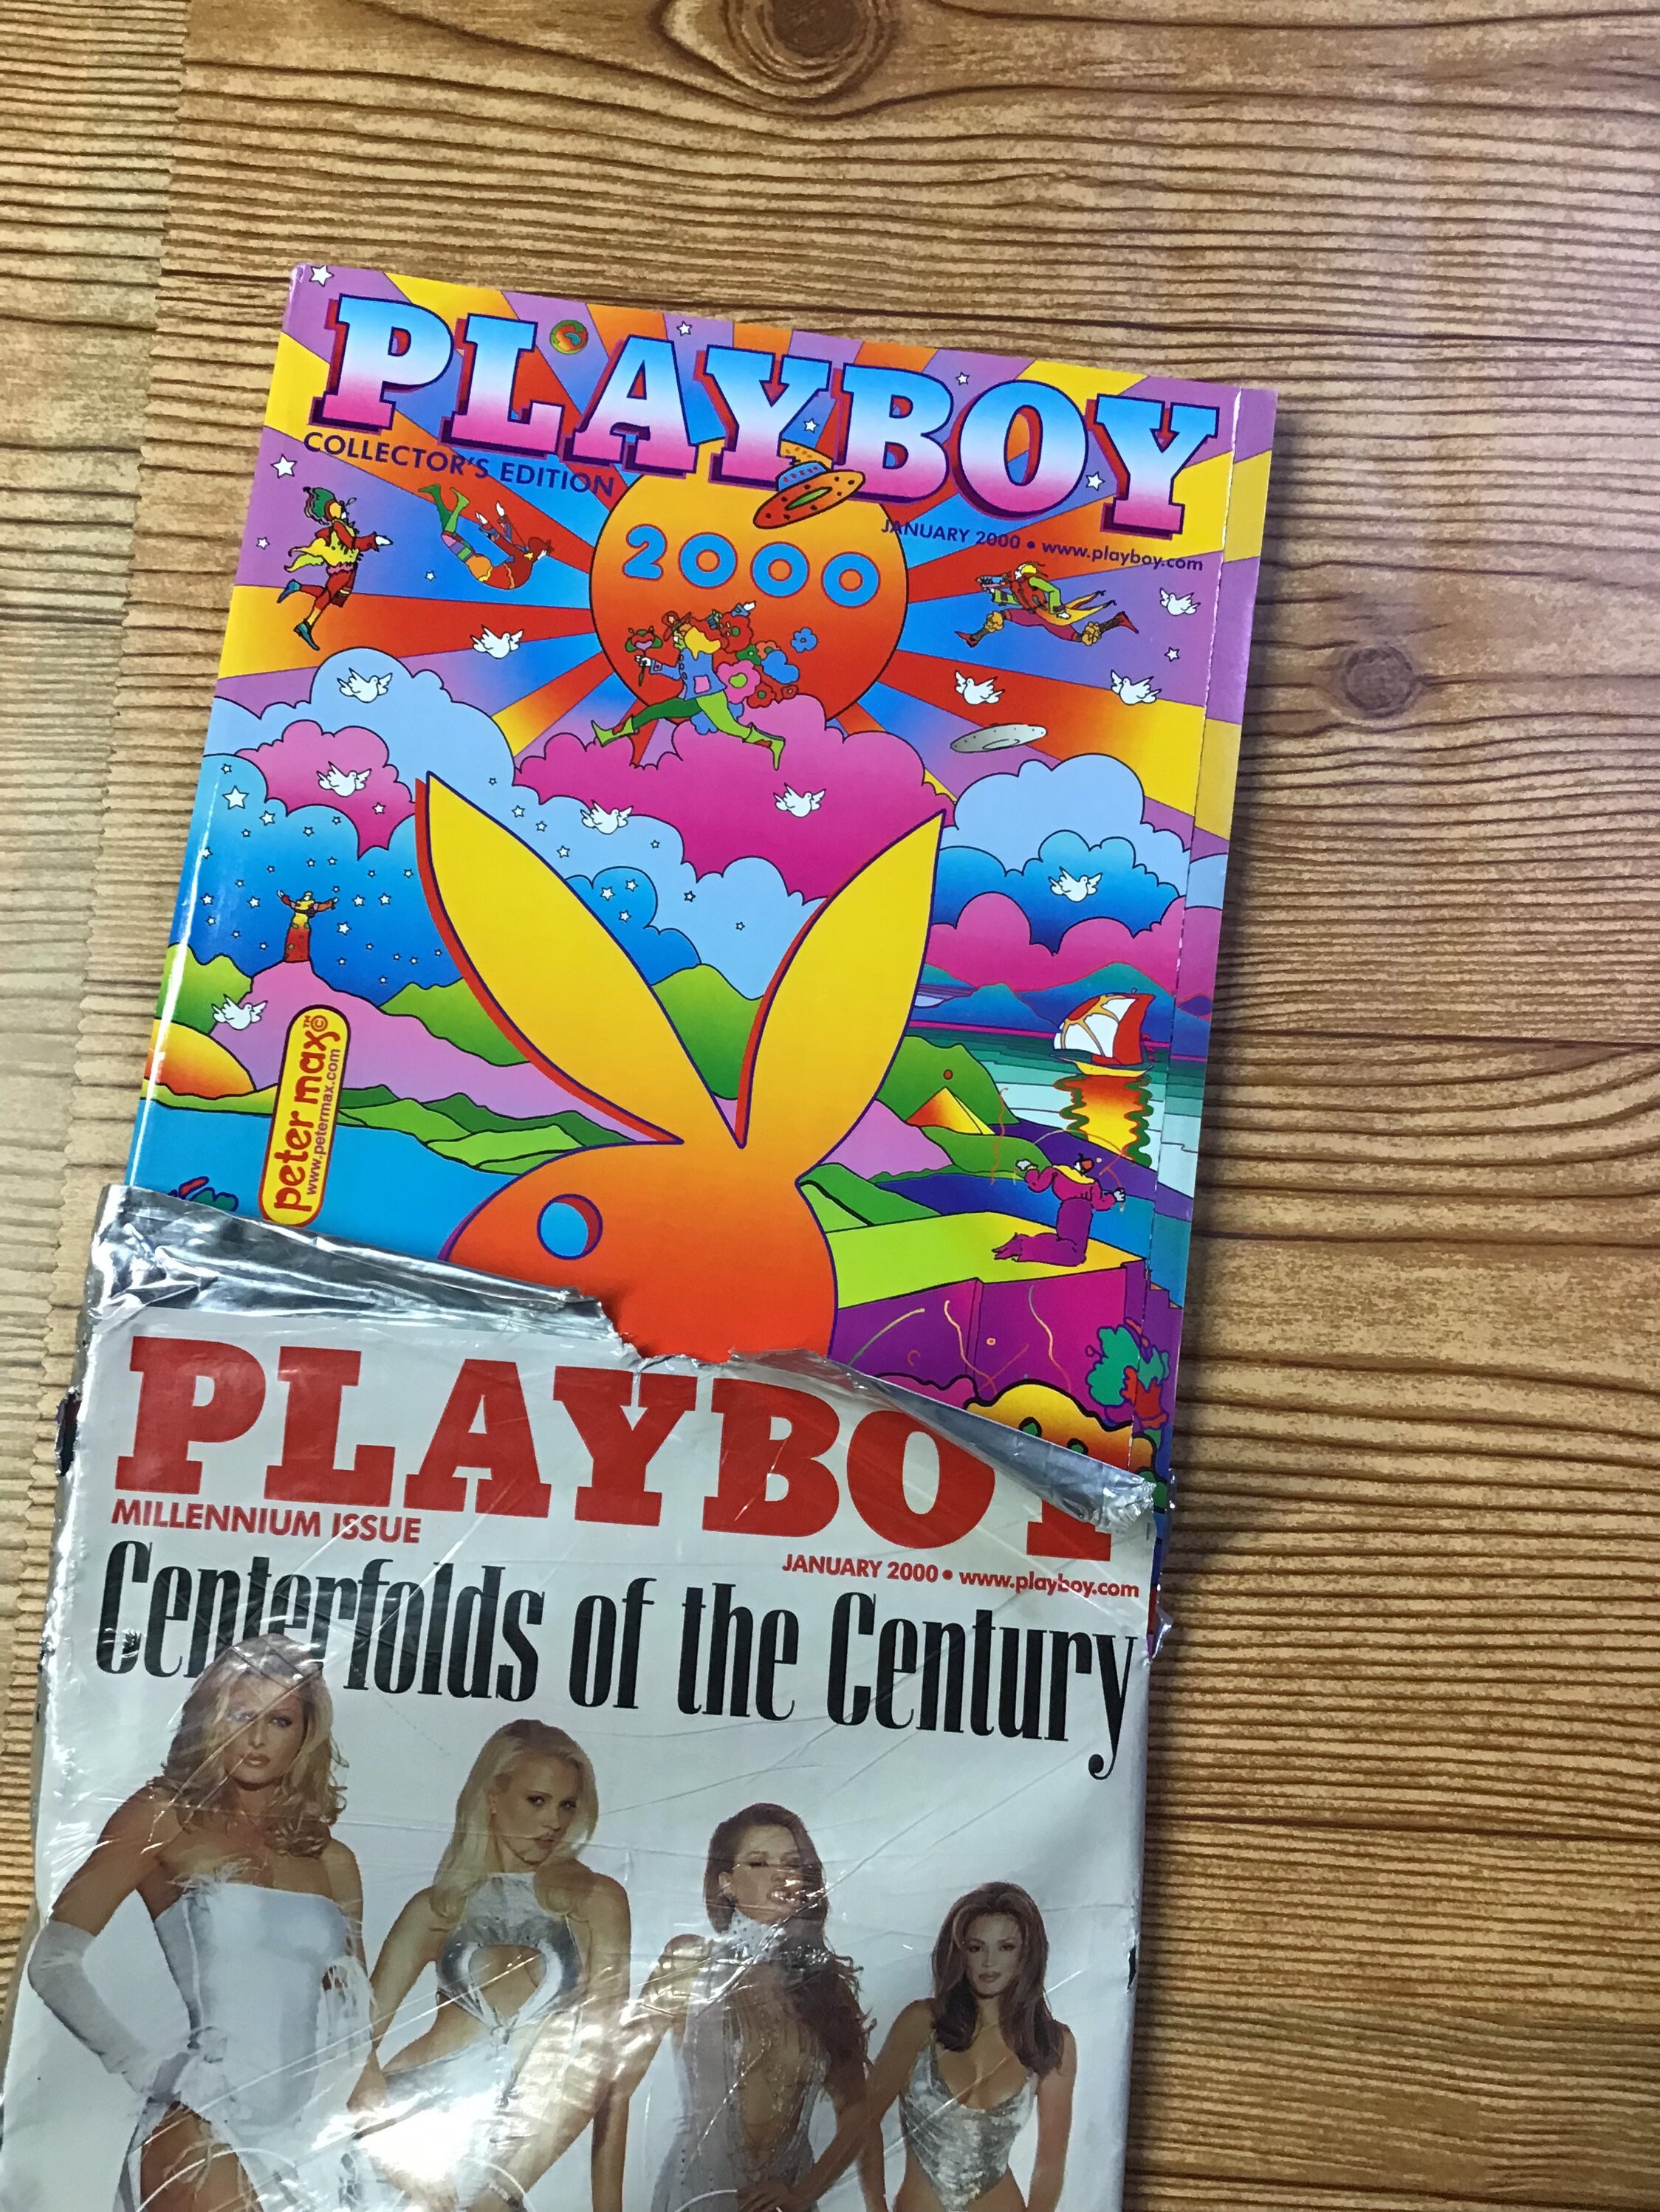 PLAYBOY
COLLECTOR'S EDITION
JANUARY 2000 • www.playboy.com
2000
peter max™©
www.petermax.com
PLAYBOY
MILLENNIUM ISSUE
JANUARY 2000 • www.playboy.com
Centerfolds of the Century